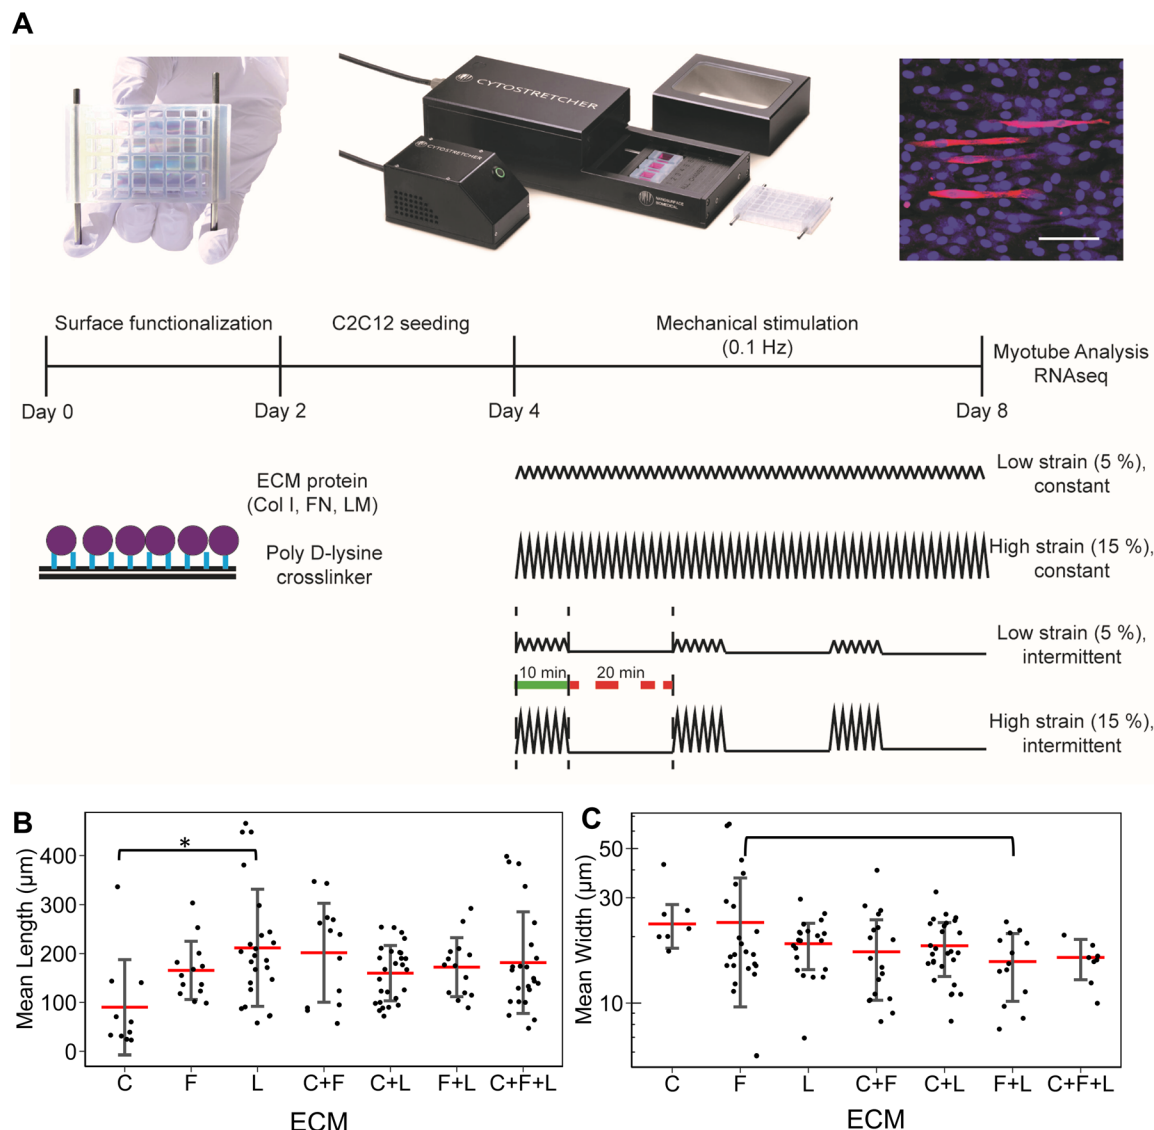 A
CYTOSTRETCHER
CYTOSTRETCHER
NANOSURFACE
BIOMEDICAL
Surface functionalization
C2C12 seeding
Mechanical stimulation
(0.1 Hz)
Myotube Analysis
RNAseq
Day 0
Day 2
Day 4
Day 8
ECM protein
(Col I, FN, LM)
Poly D-lysine
crosslinker
Low strain (5 %),
constant
High strain (15 %),
constant
Low strain (5 %),
intermittent
10 min
20 min
High strain (15 %),
intermittent
B
*
Mean Length (µm)
400
300
200
100
0
C
F
L
C+F
C+L
F+L
C+F+L
ECM
C
Mean Width (µm)
50
30
10
C
F
L
C+F
C+L
F+L
C+F+L
ECM